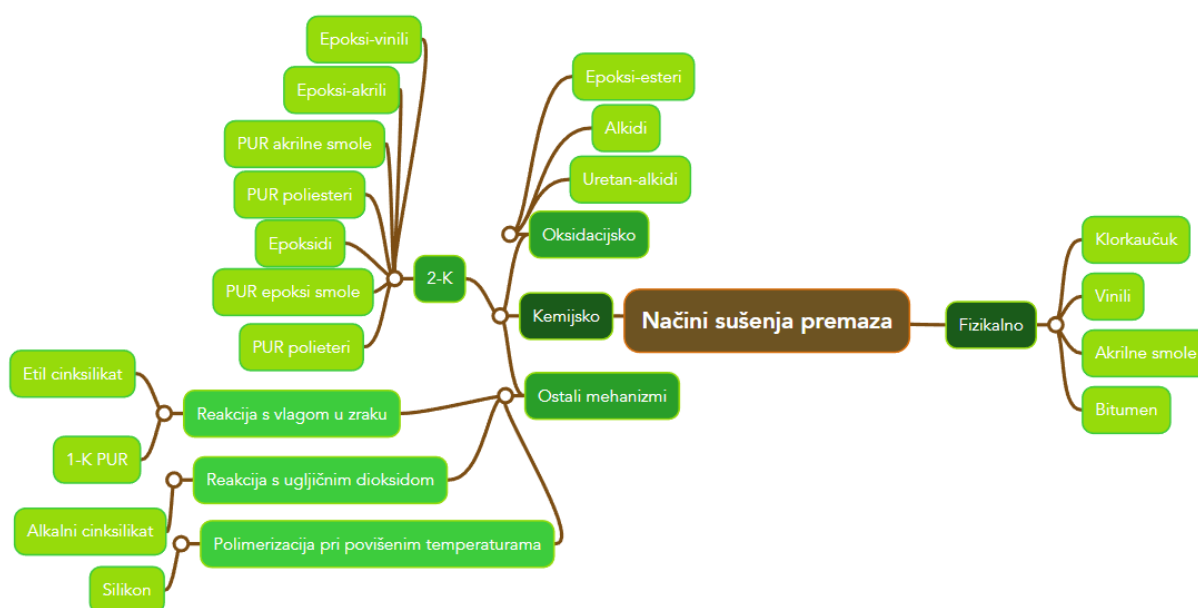 Načini sušenja premaza
Kemijsko
2-K
Epoksi-vinili
Epoksi-akrili
PUR akrilne smole
PUR poliesteri
Epoksidi
PUR epoksi smole
PUR polieteri
Oksidacijsko
Epoksi-esteri
Alkidi
Uretan-alkidi
Ostali mehanizmi
Reakcija s vlagom u zraku
Etil cinksilikat
1-K PUR
Reakcija s ugljičnim dioksidom
Alkalni cinksilikat
Polimerizacija pri povišenim temperaturama
Silikon
Fizikalno
Klorkaučuk
Vinili
Akrilne smole
Bitumen